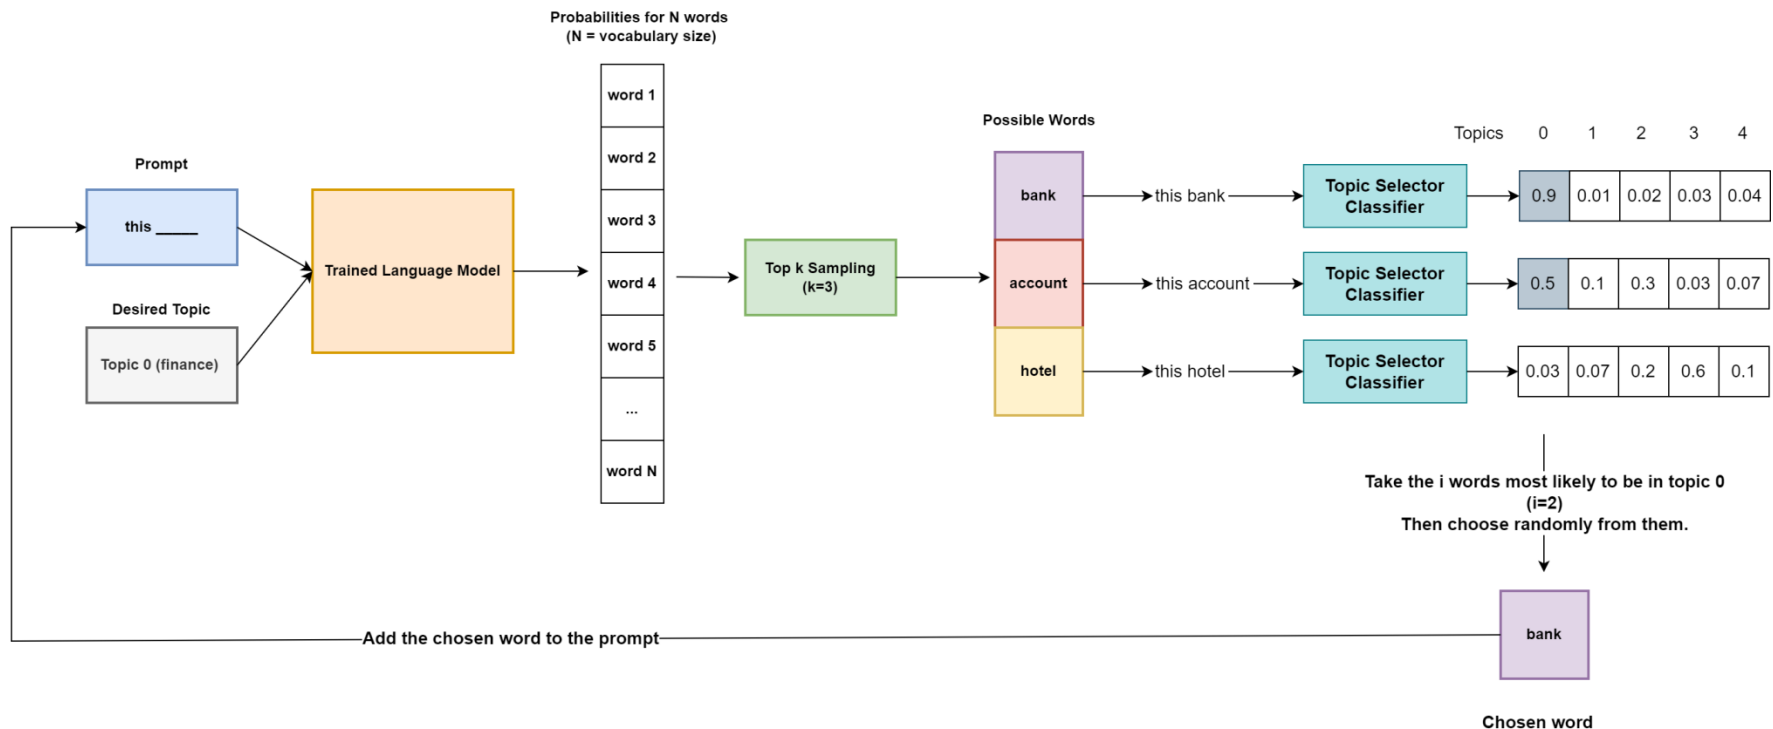 Probabilities for N words
(N = vocabulary size)
Prompt
this _____
Desired Topic
Topic 0 (finance)
Trained Language Model
word 1
word 2
word 3
word 4
word 5
...
word N
Top k Sampling
(k=3)
Possible Words
bank
account
hotel
this bank
this account
this hotel
Topic Selector
Classifier
Topic Selector
Classifier
Topic Selector
Classifier
Topics 0 1 2 3 4
0.9 0.01 0.02 0.03 0.04
0.5 0.1 0.3 0.03 0.07
0.03 0.07 0.2 0.6 0.1
Take the i words most likely to be in topic 0
(i=2)
Then choose randomly from them.
bank
Chosen word
Add the chosen word to the prompt